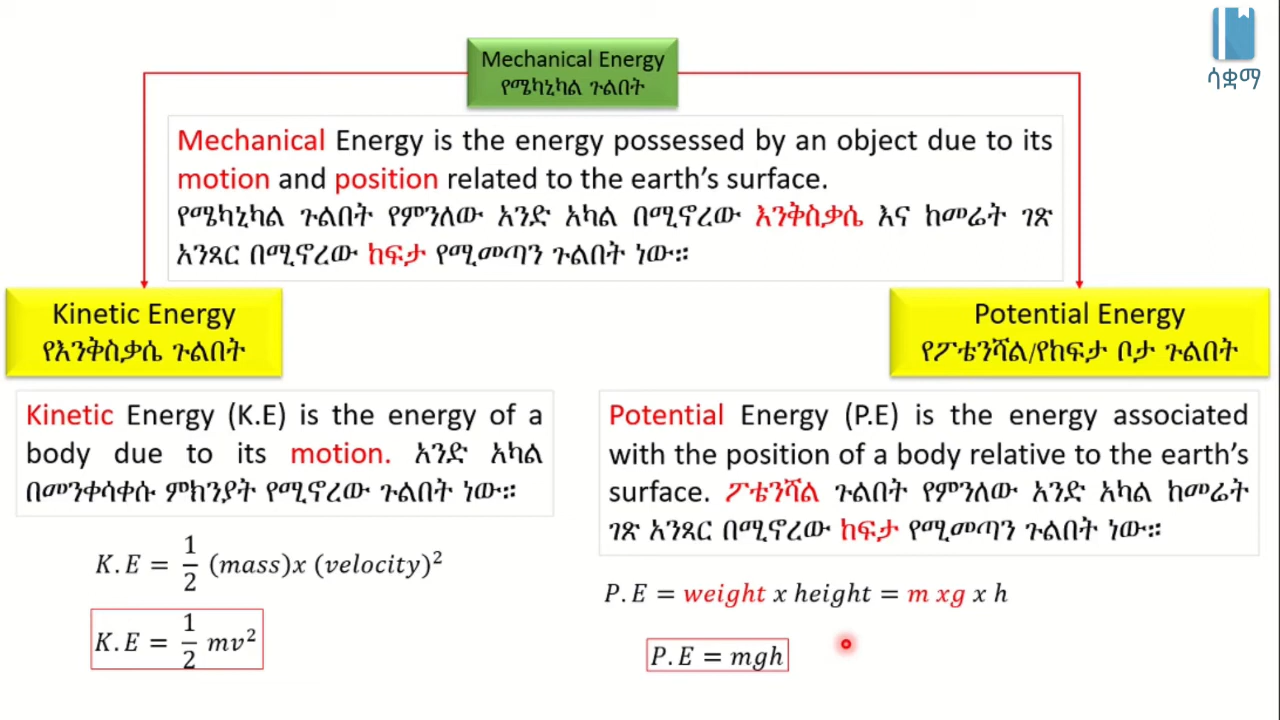 Mechanical Energy
የሜካኒካል ጉልበት
ሳቋማ
Mechanical Energy is the energy possessed by an object due to its
motion and position related to the earth’s surface.
የሜካኒካል ጉልበት የምንለው አንድ አካል በሚኖረው እንቅስቃሴ እና ከመሬት ገጽ
አንጻር በሚኖረው ከፍታ የሚመጣን ጉልበት ነው።
Kinetic Energy
የእንቅስቃሴ ጉልበት
Potential Energy
የፖቴንሻል/የከፍታ ቦታ ጉልበት
Kinetic Energy (K.E) is the energy of a
body due to its motion. አንድ አካል
በመንቀሳቀሱ ምክንያት የሚኖረው ጉልበት ነው።
K.E = 1/2 (mass)x (velocity)²
K.E = 1/2 mv²
Potential Energy (P.E) is the energy associated
with the position of a body relative to the earth’s
surface. ፖቴንሻል ጉልበት የምንለው አንድ አካል ከመሬት
ገጽ አንጻር በሚኖረው ከፍታ የሚመጣን ጉልበት ነው።
P.E = weight x height = m xg x h
P.E = mgh